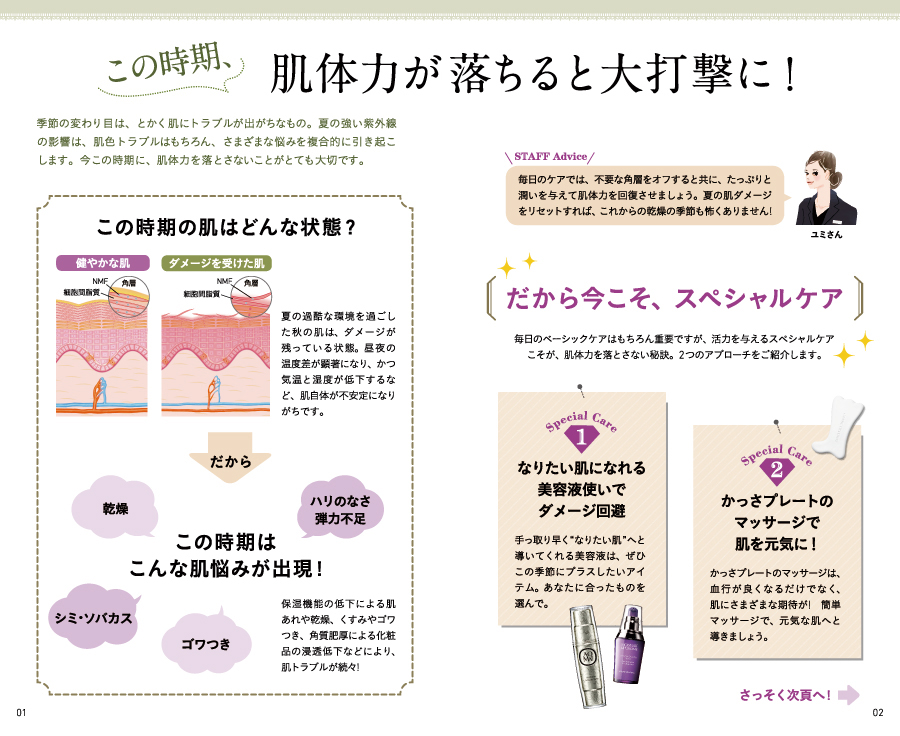 この時期、
肌体力が落ちると大打撃に！
季節の変わり目は、とかく肌にトラブルが出がちなもの。夏の強い紫外線
の影響は、肌色トラブルはもちろん、さまざまな悩みを複合的に引き起こ
します。今この時期に、肌体力を落とさないことがとても大切です。
この時期の肌はどんな状態？
健やかな肌
ダメージを受けた肌
NMF
角層
細胞間脂質
NMF
角層
細胞間脂質
夏の過酷な環境を過ごし
た秋の肌は、ダメージが
残っている状態。昼夜の
温度差が顕著になり、かつ
気温と湿度が低下するな
ど、肌自体が不安定になり
がちです。
だから
乾燥
ハリのなさ
弾力不足
この時期は
こんな肌悩みが出現！
シミ・ソバカス
ゴワつき
保湿機能の低下による肌
あれや乾燥、くすみやゴワ
つき、角質肥厚による化粧
品の浸透低下などにより、
肌トラブルが続々!
01
STAFF Advice
毎日のケアでは、不要な角層をオフすると共に、たっぷりと
潤いを与えて肌体力を回復させましょう。夏の肌ダメージ
をリセットすれば、これからの乾燥の季節も怖くありません!
ユミさん
だから今こそ、スペシャルケア
毎日のベーシックケアはもちろん重要ですが、活力を与えるスペシャルケア
こそが、肌体力を落とさない秘訣。2つのアプローチをご紹介します。
Special Care
1
なりたい肌になれる
美容液使いで
ダメージ回避
手っ取り早く“なりたい肌”へと
導いてくれる美容液は、ぜひ
この季節にプラスしたいアイ
テム。あなたに合ったものを
選んで。
Special Care
2
かっさプレートの
マッサージで
肌を元気に！
かっさプレートのマッサージは、
血行が良くなるだけでなく、
肌にさまざまな期待が! 簡単
マッサージで、元気な肌へと
導きましょう。
さっそく次頁へ！
02